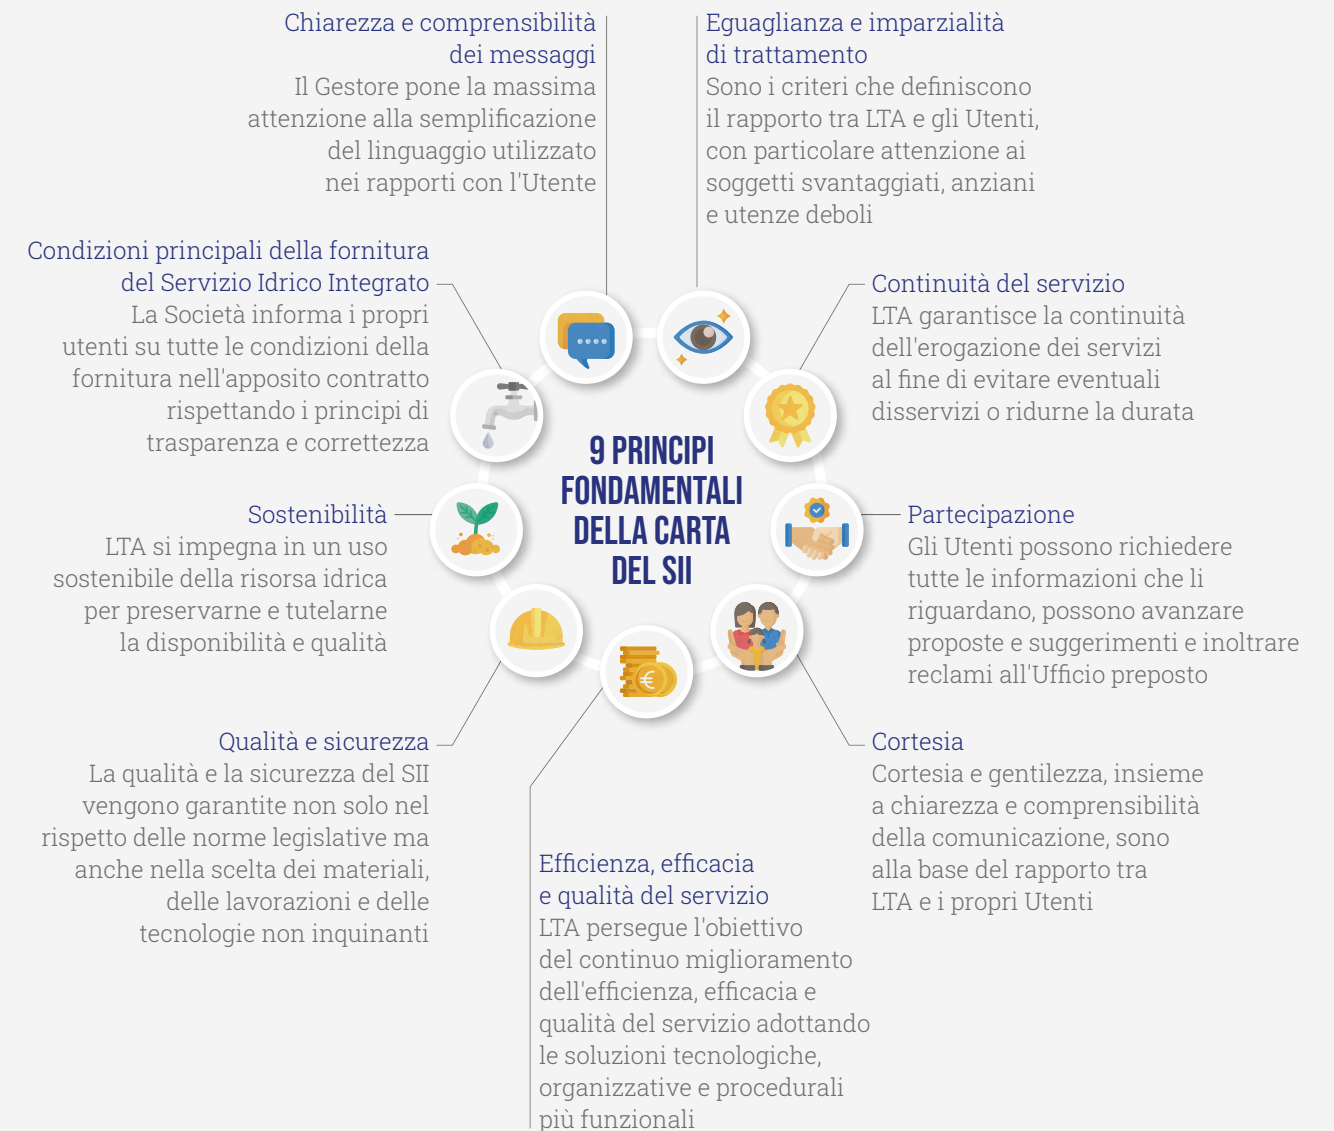 Chiarezza e comprensibilità
dei messaggi
Il Gestore pone la massima
attenzione alla semplificazione
del linguaggio utilizzato
nei rapporti con l'Utente
Eguaglianza e imparzialità
di trattamento
Sono i criteri che definiscono
il rapporto tra LTA e gli Utenti,
con particolare attenzione ai
soggetti svantaggiati, anziani
e utenze deboli
Condizioni principali della fornitura
del Servizio Idrico Integrato
La Società informa i propri
utenti su tutte le condizioni della
fornitura nell'apposito contratto
rispettando i principi di
trasparenza e correttezza
Continuità del servizio
LTA garantisce la continuità
dell'erogazione dei servizi
al fine di evitare eventuali
disservizi o ridurne la durata
9 PRINCIPI
FONDAMENTALI
DELLA CARTA
DEL SII
Sostenibilità
LTA si impegna in un uso
sostenibile della risorsa idrica
per preservarne e tutelarne
la disponibilità e qualità
Partecipazione
Gli Utenti possono richiedere
tutte le informazioni che li
riguardano, possono avanzare
proposte e suggerimenti e inoltrare
reclami all'Ufficio preposto
Qualità e sicurezza
La qualità e la sicurezza del SII
vengono garantite non solo nel
rispetto delle norme legislative ma
anche nella scelta dei materiali,
delle lavorazioni e delle
tecnologie non inquinanti
Cortesia
Cortesia e gentilezza, insieme
a chiarezza e comprensibilità
della comunicazione, sono
alla base del rapporto tra
LTA e i propri Utenti
Efficienza, efficacia
e qualità del servizio
LTA persegue l'obiettivo
del continuo miglioramento
dell'efficienza, efficacia e
qualità del servizio adottando
le soluzioni tecnologiche,
organizzative e procedurali
più funzionali